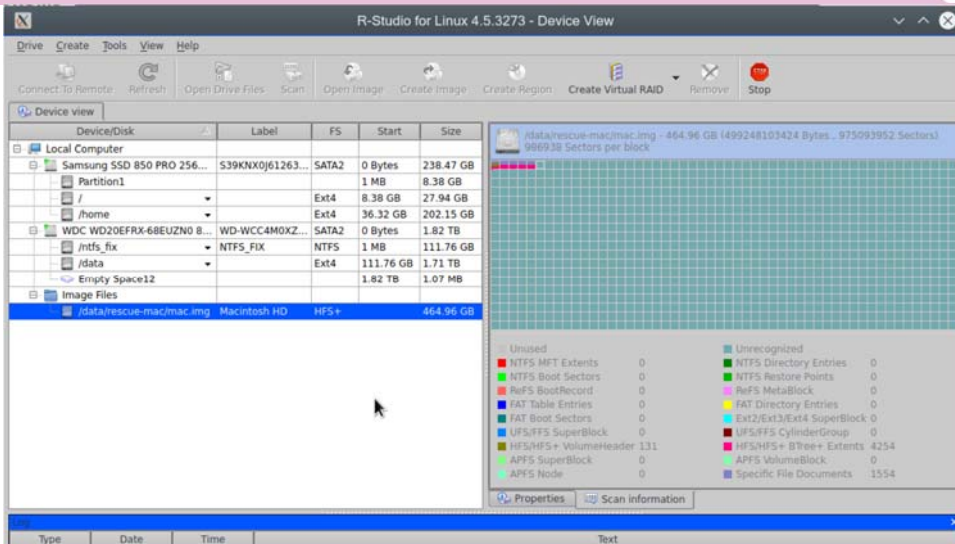 R-Studio for Linux 4.5.3273 - Device View
Drive Create Tools View Help
Connect To Remote Refresh Open Drive Files Scan Open Image Create Image Create Region Create Virtual RAID Remove Stop
Device view
Device/Disk Label FS Start Size
Local Computer
Samsung SSD 850 PRO 256... S39KNX0J61263... SATA2 0 Bytes 238.47 GB
Partition1 1 MB 8.38 GB
/ Ext4 8.38 GB 27.94 GB
/home Ext4 36.32 GB 202.15 GB
WDC WD20EFRX-68EUZN0 8... WD-WCC4M0XZ... SATA2 0 Bytes 1.82 TB
/ntfs_fix NTFS_FIX NTFS 1 MB 111.76 GB
/data Ext4 111.76 GB 1.71 TB
Empty Space12 1.82 TB 1.07 MB
Image Files
/data/rescue-mac/mac.img Macintosh HD HFS+ 464.96 GB
/data/rescue-mac/mac.img - 464.96 GB (499248103424 Bytes.. 975093952 Sectors)
986938 Sectors per block
Unused Unrecognized
NTFS MFT Extents 0 NTFS Directory Entries 0
NTFS Boot Sectors 0 NTFS Restore Points 0
ReFS BootRecord 0 ReFS MetaBlock 0
FAT Table Entries 0 FAT Directory Entries 0
FAT Boot Sectors 0 Ext2/Ext3/Ext4 SuperBlock 0
UFS/FFS SuperBlock 0 UFS/FFS CylinderGroup 0
HFS/HFS+ VolumeHeader 131 HFS/HFS+ BTree+ Extents 4254
APFS SuperBlock 0 APFS VolumeBlock 0
APFS Node 0 Specific File Documents 1554
Properties Scan information
Log
Type Date Time Text